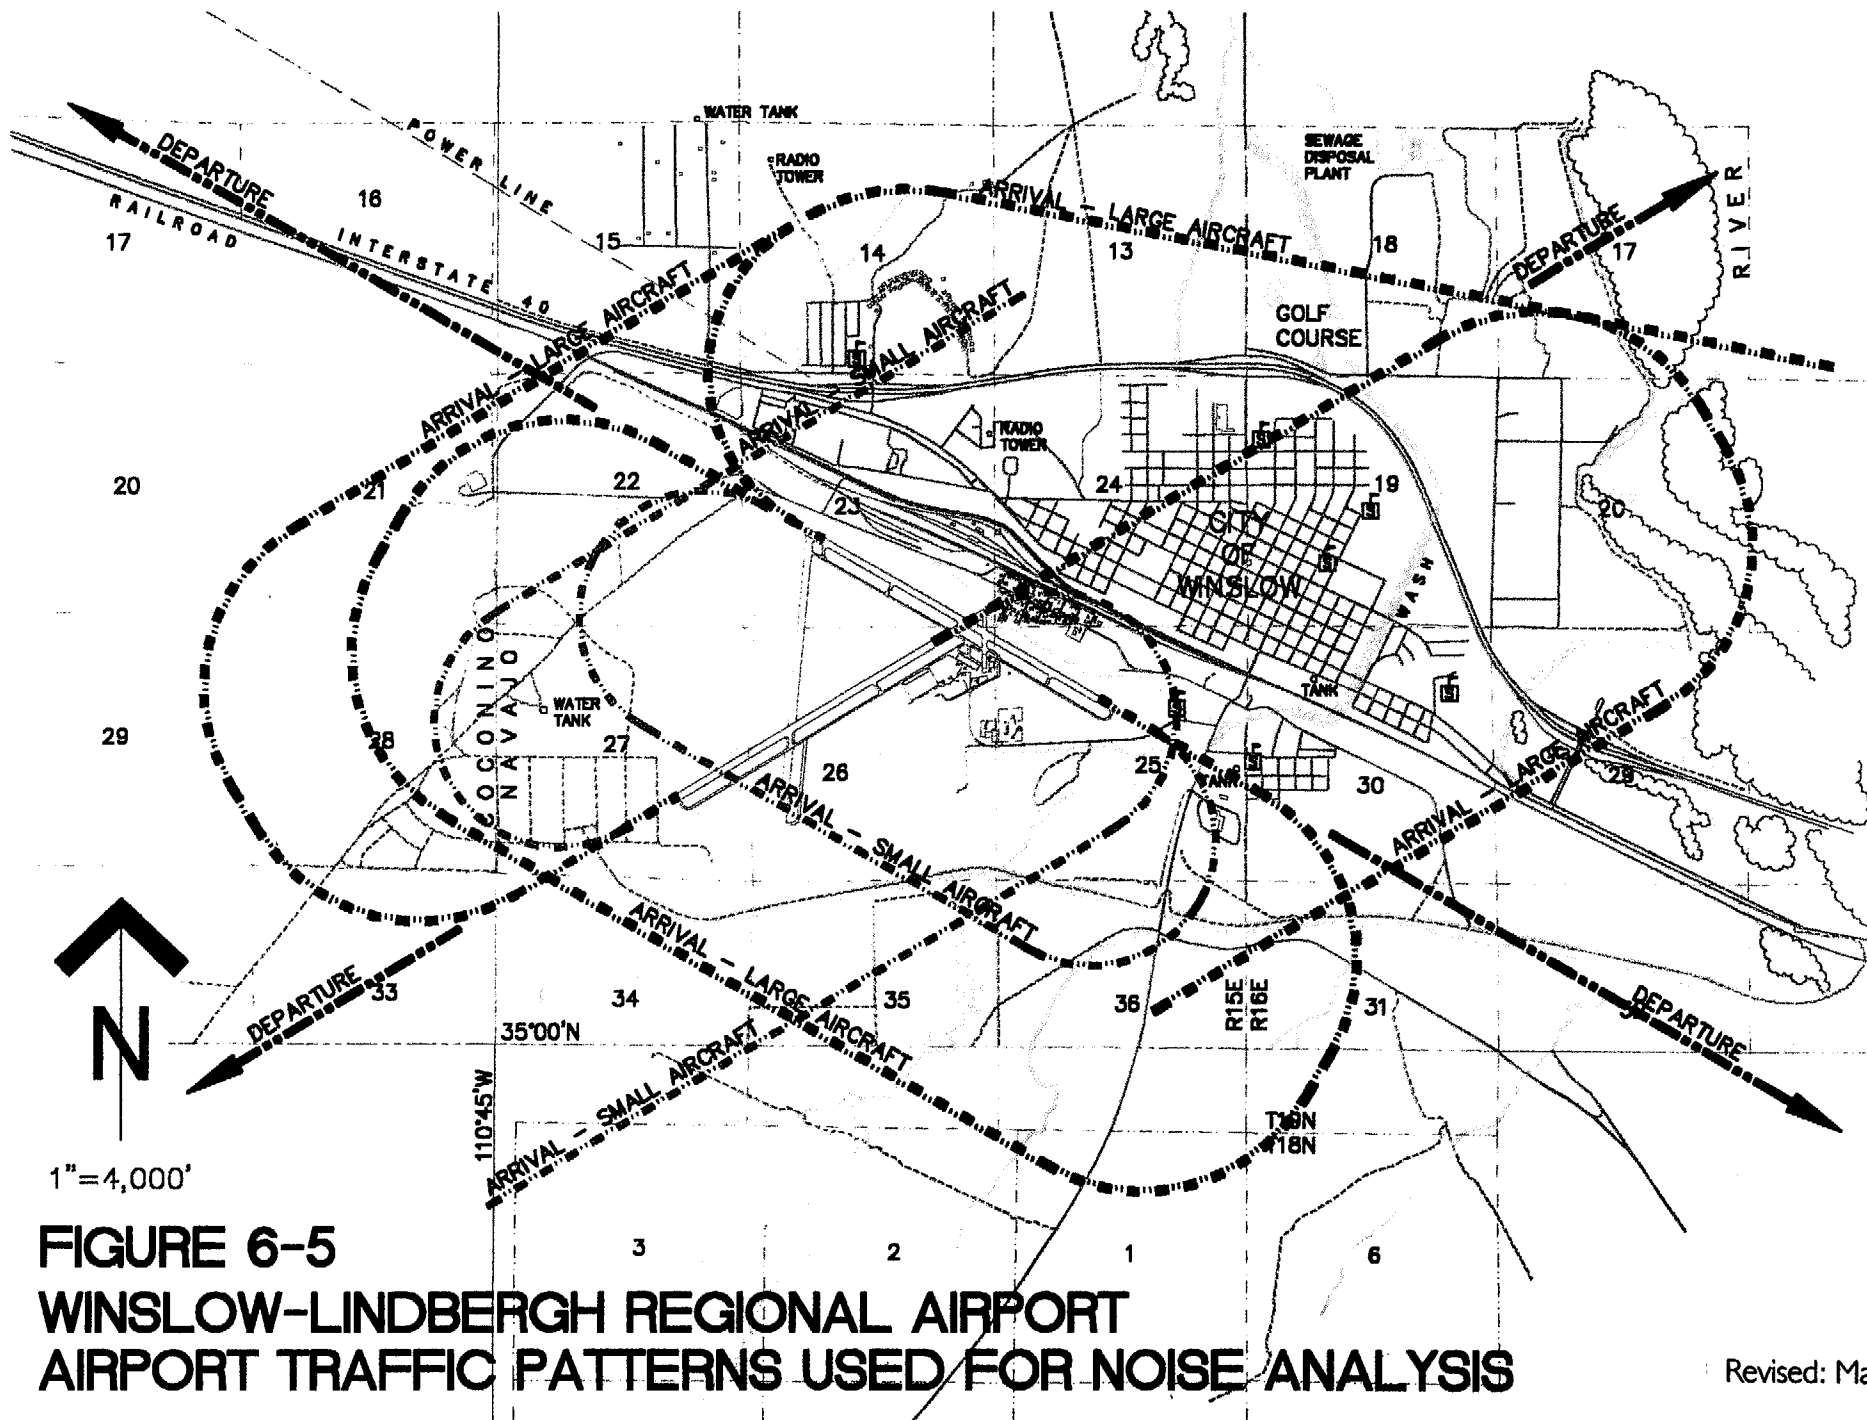 WATER TANK
POWER LINE
DEPARTURE
RADIO
TOWER
SEWAGE
DISPOSAL
PLANT
RIVER
16
RAILROAD
17
INTERSTATE 40
15
14
ARRIVAL - LARGE AIRCRAFT
13
18
DEPARTURE
17
ARRIVAL - LARGE AIRCRAFT
ARRIVAL - SMALL AIRCRAFT
GOLF
COURSE
RADIO
TOWER
20
21
22
23
24
19
20
CITY
OF
WINSLOW
WASH
COCONINO
NAVAJO
WATER
TANK
TANK
29
28
27
26
25
TANK
30
29
ARRIVAL - LARGE AIRCRAFT
ARRIVAL - SMALL AIRCRAFT
ARRIVAL - LARGE AIRCRAFT
DEPARTURE
33
34
35
36
R15E
R16E
31
DEPARTURE
35°00'N
110°45'W
ARRIVAL - SMALL AIRCRAFT
T19N
T18N
N
1"=4,000'
3
2
1
6
FIGURE 6-5
WINSLOW-LINDBERGH REGIONAL AIRPORT
AIRPORT TRAFFIC PATTERNS USED FOR NOISE ANALYSIS
Revised: Ma